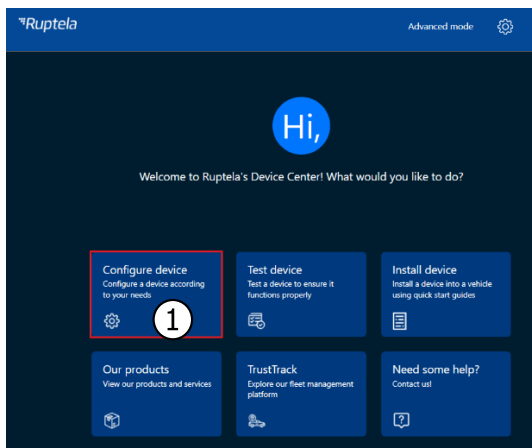 Ruptela
Advanced mode
Hi,
Welcome to Ruptela's Device Center! What would you like to do?
Configure device
Configure a device according
to your needs
1
Test device
Test a device to ensure it
functions properly
Install device
Install a device into a vehicle
using quick start guides
Our products
View our products and services
TrustTrack
Explore our fleet management
platform
Need some help?
Contact us!